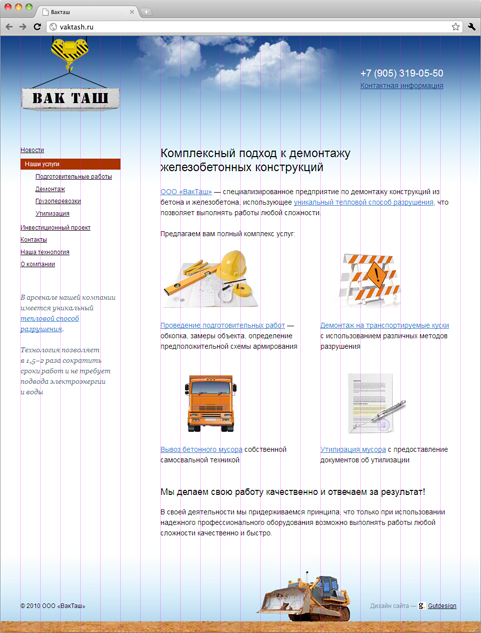 Вакташ
vaktash.ru
ВАК ТАШ
+7 (905) 319-05-50
Контактная информация
Новости
Наши услуги
Подготовительные работы
Демонтаж
Грузоперевозки
Утилизация
Инвестиционный проект
Контакты
Наша технология
О компании
В арсенале нашей компании
имеется уникальный
тепловой способ
разрушения.
Технология позволяет
в 1,5–2 раза сократить
сроки работ и не требует
подвода электроэнергии
и воды
Комплексный подход к демонтажу
железобетонных конструкций
ООО «ВакТаш» — специализированное предприятие по демонтажу конструкций из
бетона и железобетона, использующее уникальный тепловой способ разрушения, что
позволяет выполнять работы любой сложности.
Предлагаем вам полный комплекс услуг:
Проведение подготовительных работ —
обкопка, замеры объекта, определение
предположительной схемы армирования
Демонтаж на транспортируемые куски
с использованием различных методов
разрушения
Вывоз бетонного мусора собственной
самосвальной техникой
Утилизация мусора с предоставление
документов об утилизации
Мы делаем свою работу качественно и отвечаем за результат!
В своей деятельности мы придерживаемся принципа, что только при использовании
надежного профессионального оборудования возможно выполнять работы любой
сложности качественно и быстро.
© 2010 ООО «ВакТаш»
Дизайн сайта — g Gutdesign